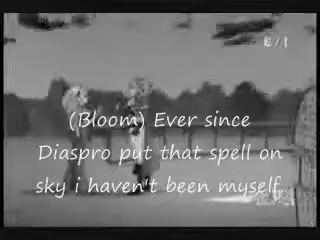 (Bloom) Ever since
Diaspro put that spell on
sky i haven't been myself